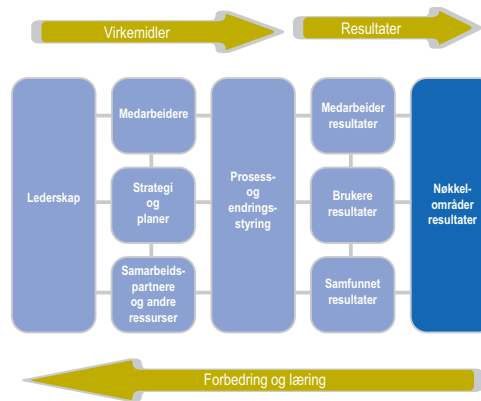 Virkemidler
Resultater
Lederskap
Medarbeidere
Strategi
og
planer
Samarbeids-
partnere
og andre
ressurser
Prosess-
og
endrings-
styring
Medarbeider
resultater
Brukere
resultater
Samfunnet
resultater
Nøkkel-
områder
resultater
Forbedring og læring